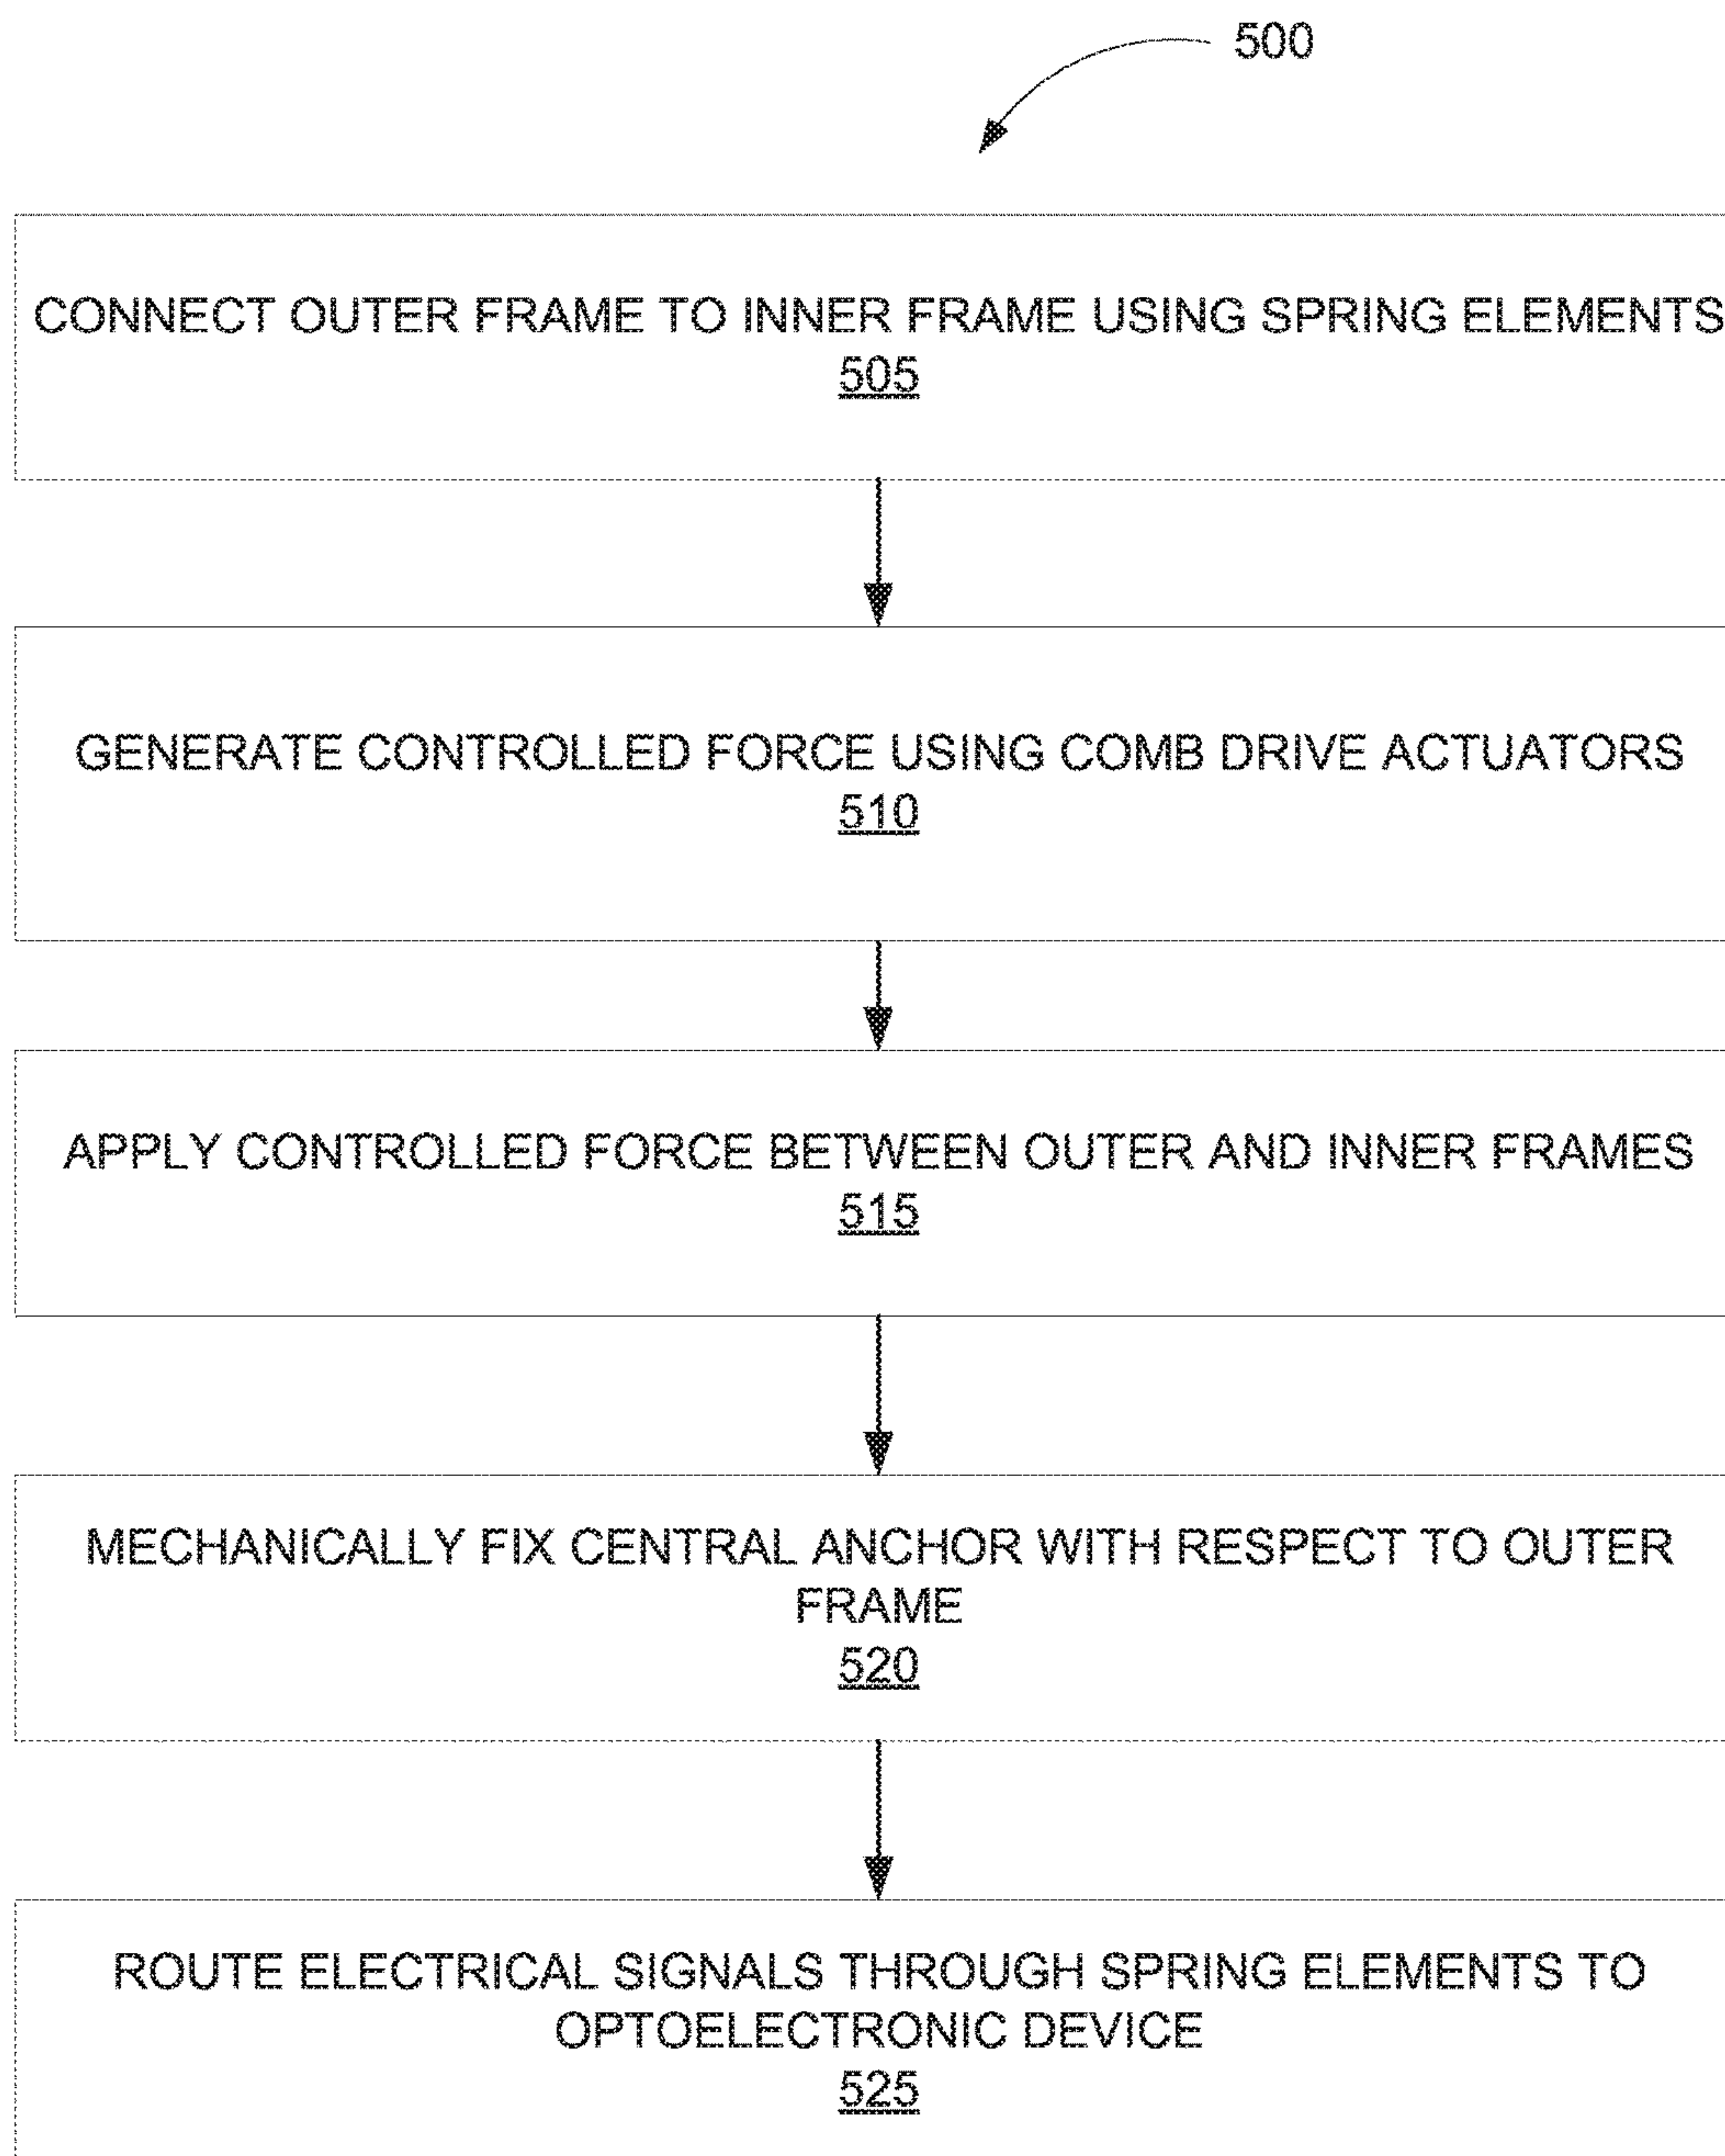 500
CONNECT OUTER FRAME TO INNER FRAME USING SPRING ELEMENTS
505
GENERATE CONTROLLED FORCE USING COMB DRIVE ACTUATORS
510
APPLY CONTROLLED FORCE BETWEEN OUTER AND INNER FRAMES
515
MECHANICALLY FIX CENTRAL ANCHOR WITH RESPECT TO OUTER
FRAME
520
ROUTE ELECTRICAL SIGNALS THROUGH SPRING ELEMENTS TO
OPTOELECTRONIC DEVICE
525